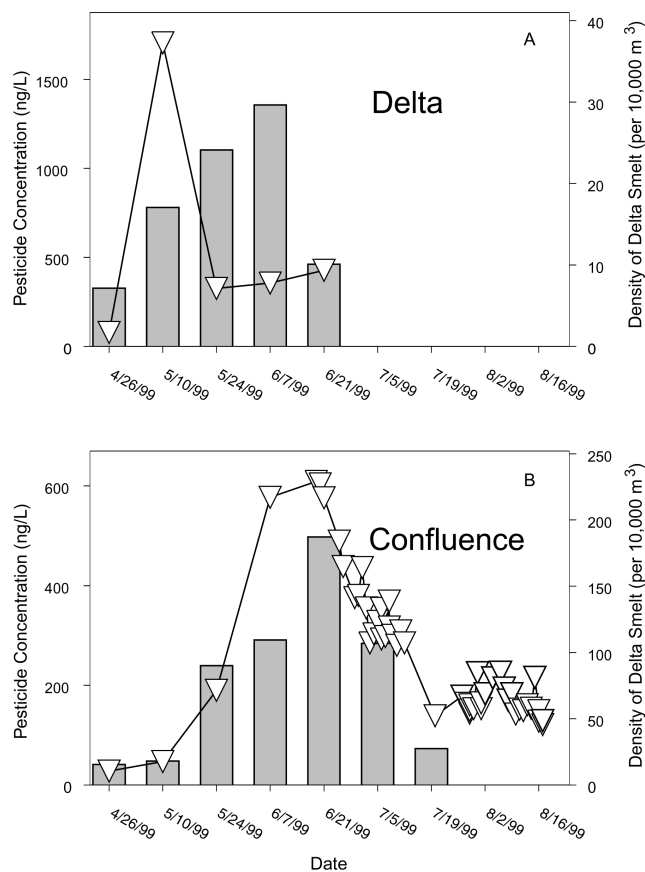 A
Delta
Pesticide Concentration (ng/L)
1500
1000
500
0
Density of Delta Smelt (per 10,000 m 3)
40
30
20
10
0
4/26/99 5/10/99 5/24/99 6/7/99 6/21/99 7/5/99 7/19/99 8/2/99 8/16/99
B
Confluence
Pesticide Concentration (ng/L)
600
400
200
0
Density of Delta Smelt (per 10,000 m 3)
250
200
150
100
50
0
4/26/99 5/10/99 5/24/99 6/7/99 6/21/99 7/5/99 7/19/99 8/2/99 8/16/99
Date